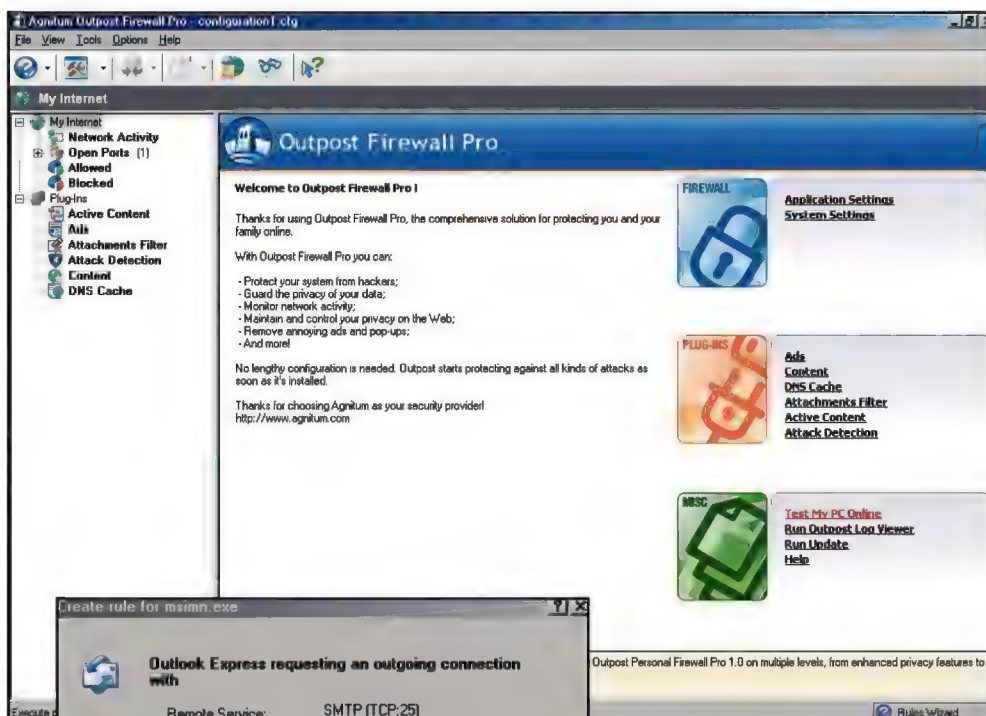 Agnitum Outpost Firewall Pro - configuration1.cfg
File View Tools Options Help
My Internet
My Internet
Network Activity
Open Ports [1]
Allowed
Blocked
Plug-Ins
Active Content
Ads
Attachments Filter
Attack Detection
Content
DNS Cache
Outpost Firewall Pro
Welcome to Outpost Firewall Pro !
Thanks for using Outpost Firewall Pro, the comprehensive solution for protecting you and your
family online.
With Outpost Firewall Pro you can:
- Protect your system from hackers;
- Guard the privacy of your data;
- Monitor network activity;
- Maintain and control your privacy on the Web;
- Remove annoying ads and pop-ups;
- And more!
No lengthy configuration is needed. Outpost starts protecting against all kinds of attacks as
soon as it's installed.
Thanks for choosing Agnitum as your security provider!
http://www.agnitum.com
FIREWALL
Application Settings
System Settings
PLUG-INS
Ads
Content
DNS Cache
Attachments Filter
Active Content
Attack Detection
MISC
Test My PC Online
Run Outpost Log Viewer
Run Update
Help
Create rule for msimn.exe
Outlook Express requesting an outgoing connection
with
Remote Service: SMTP (TCP:25)
Outpost Personal Firewall Pro 1.0 on multiple levels, from enhanced privacy features to
Execute
Rules Wizard